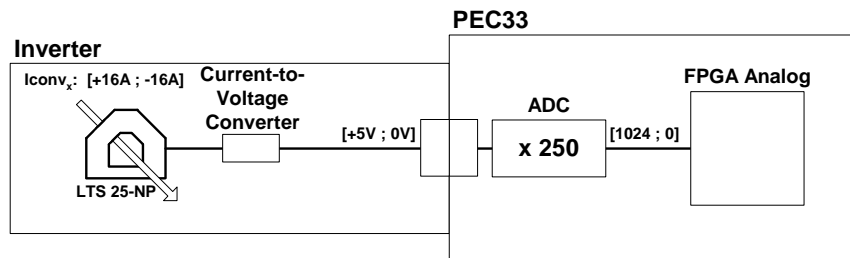 PEC33
Inverter
Iconvx: [+16A ; -16A]
Current-to-
Voltage
Converter
LTS 25-NP
[+5V ; 0V]
ADC
x 250
[1024 ; 0]
FPGA Analog